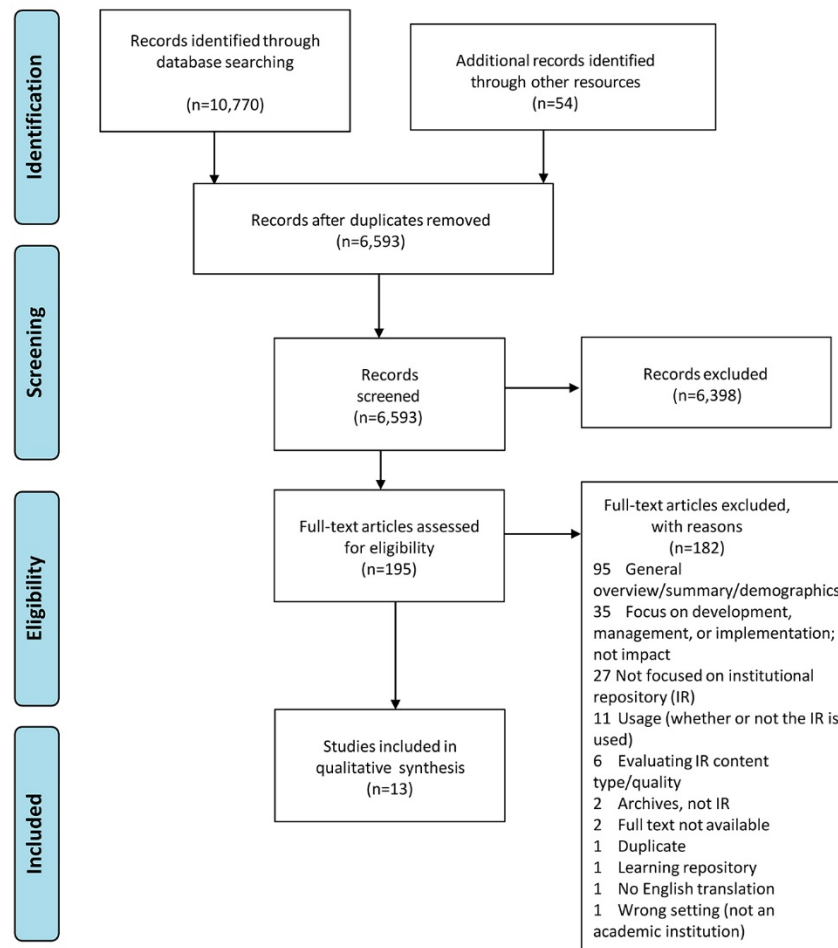 Identification
Records identified through
database searching
(n=10,770)
Additional records identified
through other resources
(n=54)
Records after duplicates removed
(n=6,593)
Screening
Records
screened
(n=6,593)
Records excluded
(n=6,398)
Eligibility
Full-text articles assessed
for eligibility
(n=195)
Full-text articles excluded,
with reasons
(n=182)
95 General
overview/summary/demographics
35 Focus on development,
management, or implementation;
not impact
27 Not focused on institutional
repository (IR)
11 Usage (whether or not the IR is
used)
6 Evaluating IR content
type/quality
2 Archives, not IR
2 Full text not available
1 Duplicate
1 Learning repository
1 No English translation
1 Wrong setting (not an
academic institution)
Included
Studies included in
qualitative synthesis
(n=13)